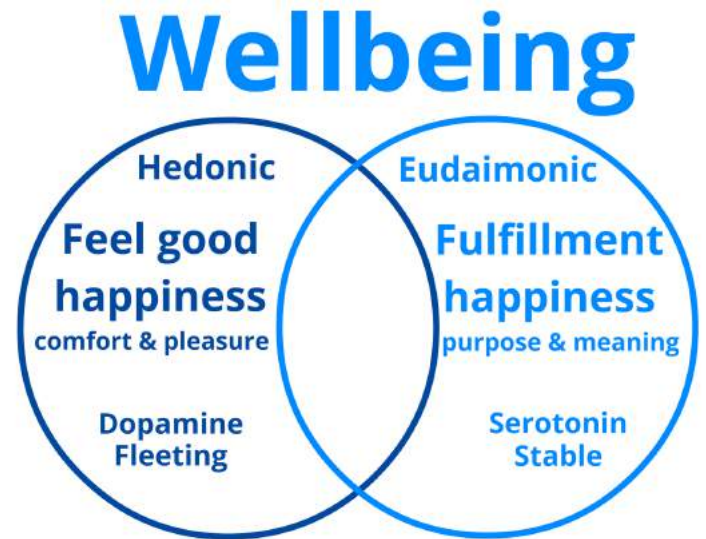 Wellbeing
Hedonic
Feel good
happiness
comfort & pleasure
Dopamine
Fleeting
Eudaimonic
Fulfillment
happiness
purpose & meaning
Serotonin
Stable